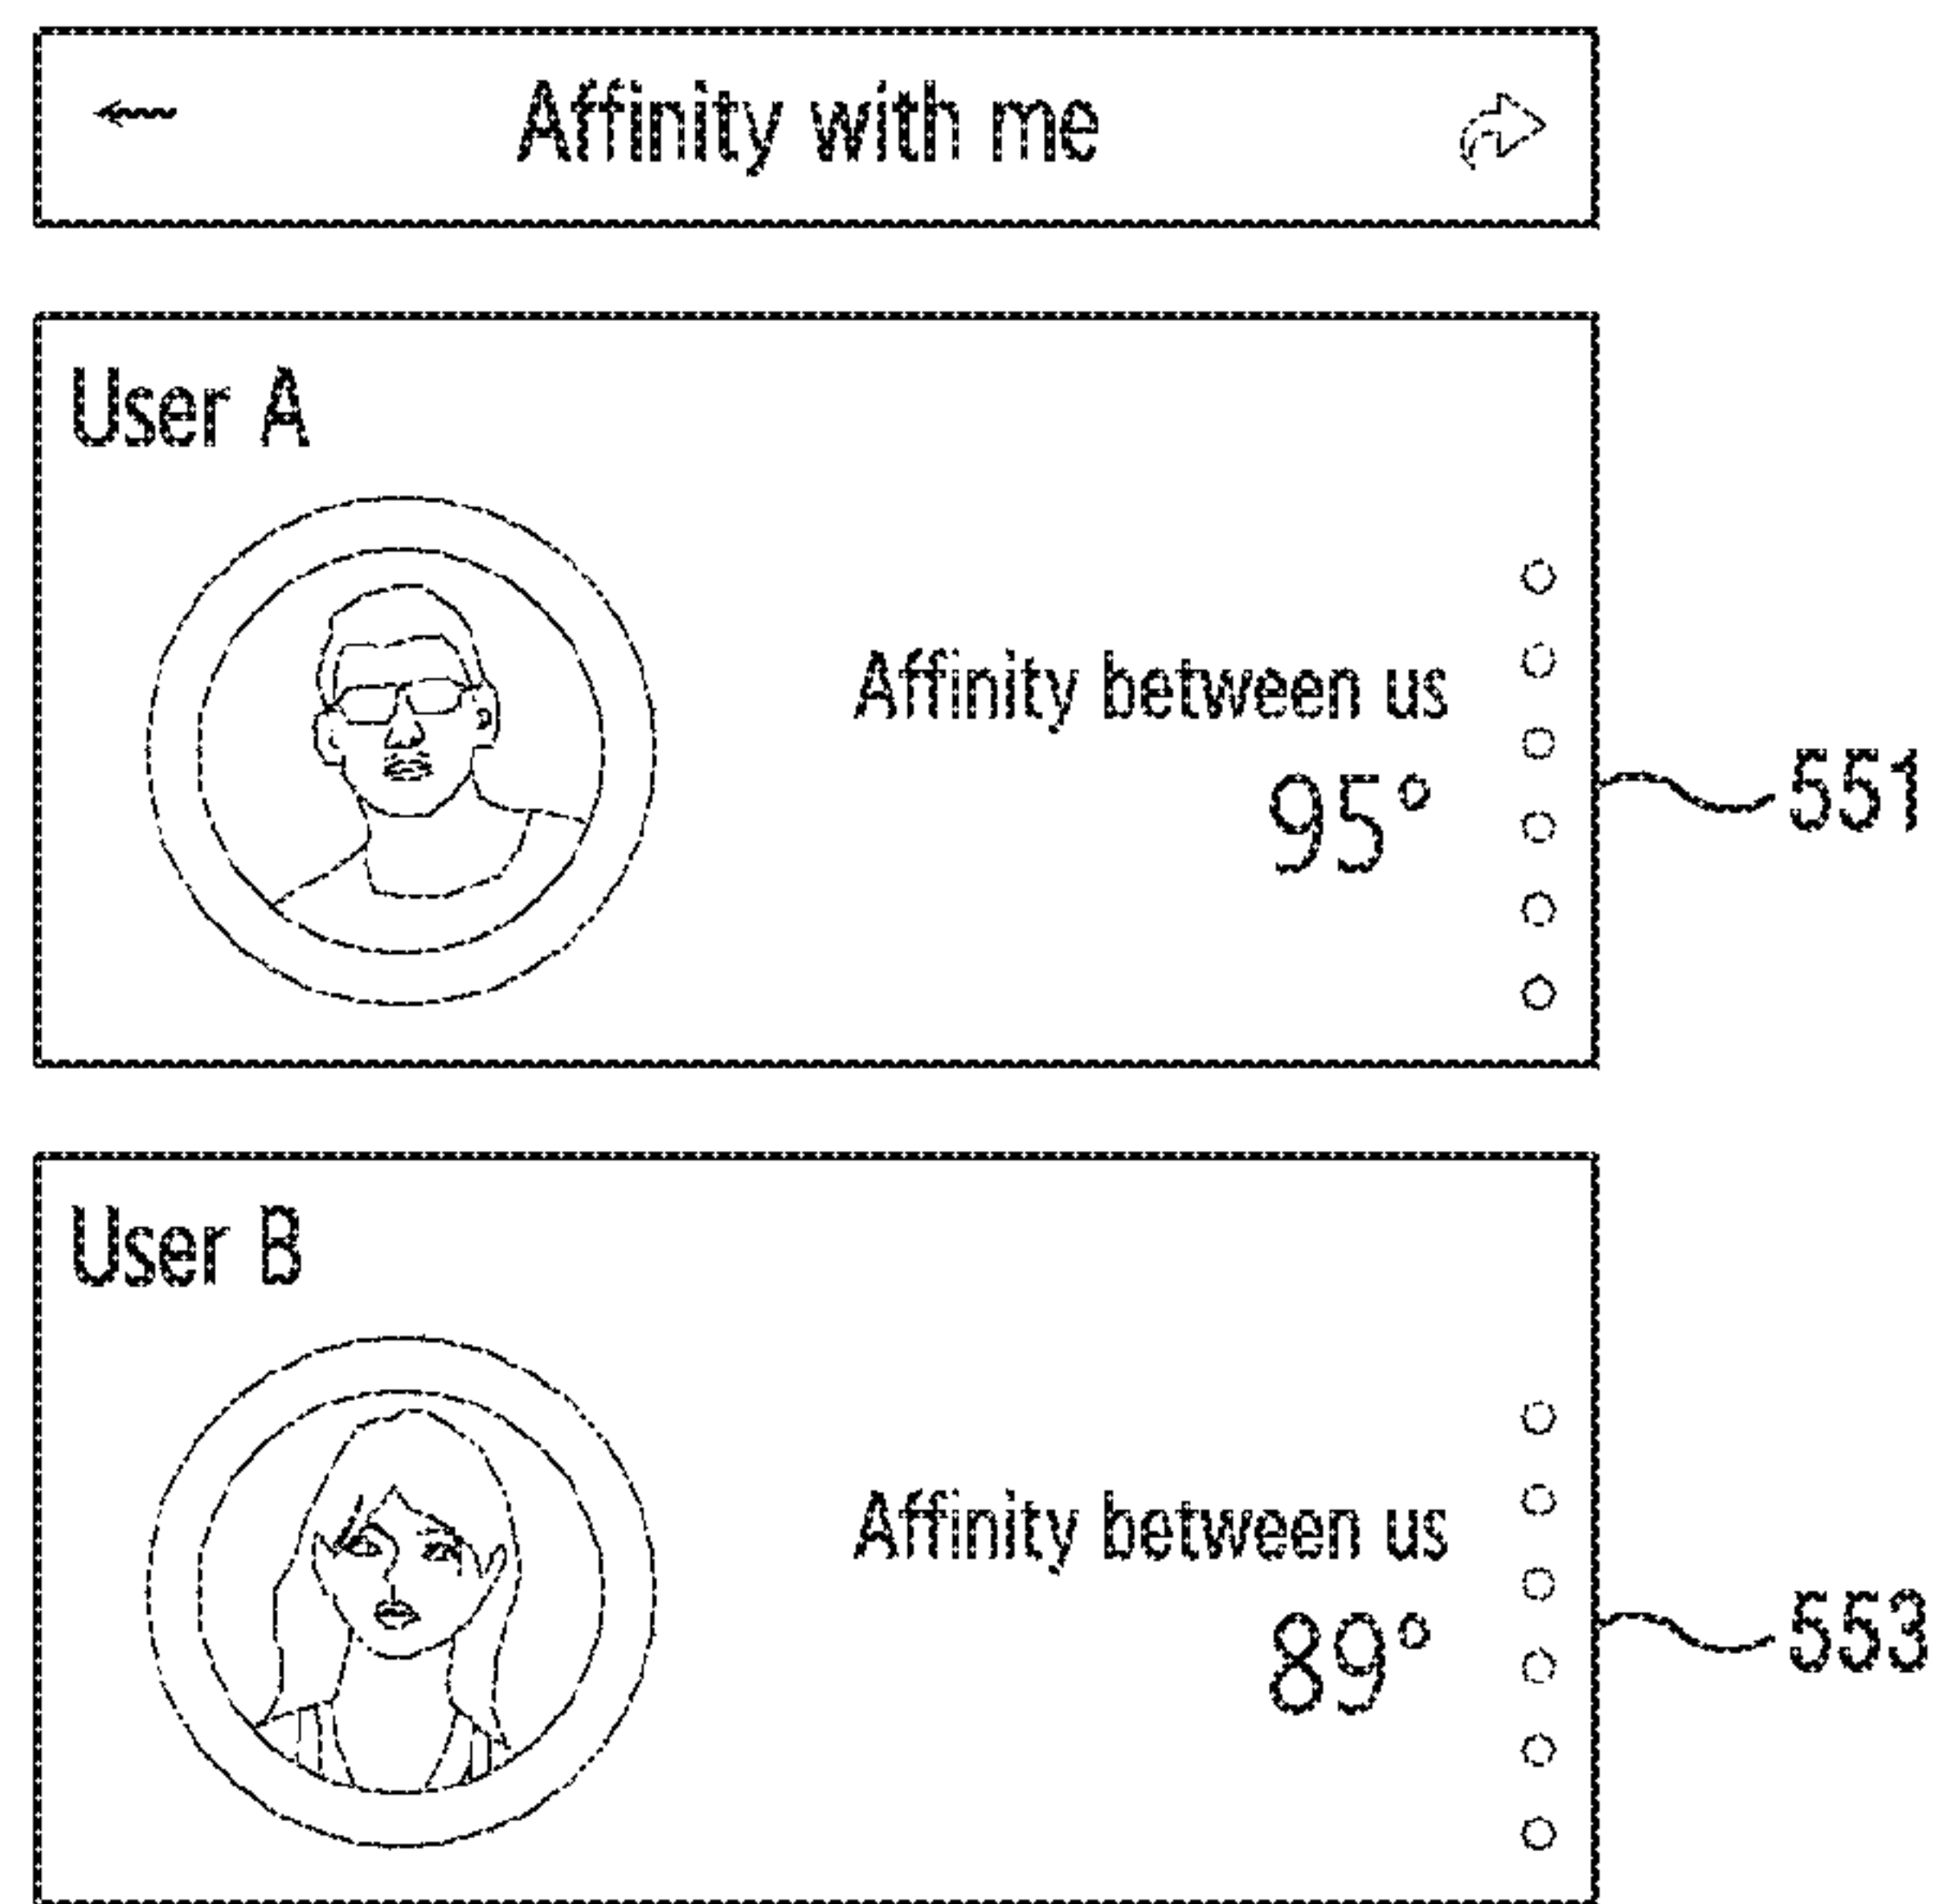 Affinity with me
User A
Affinity between us
95°
551
User B
Affinity between us
89°
553